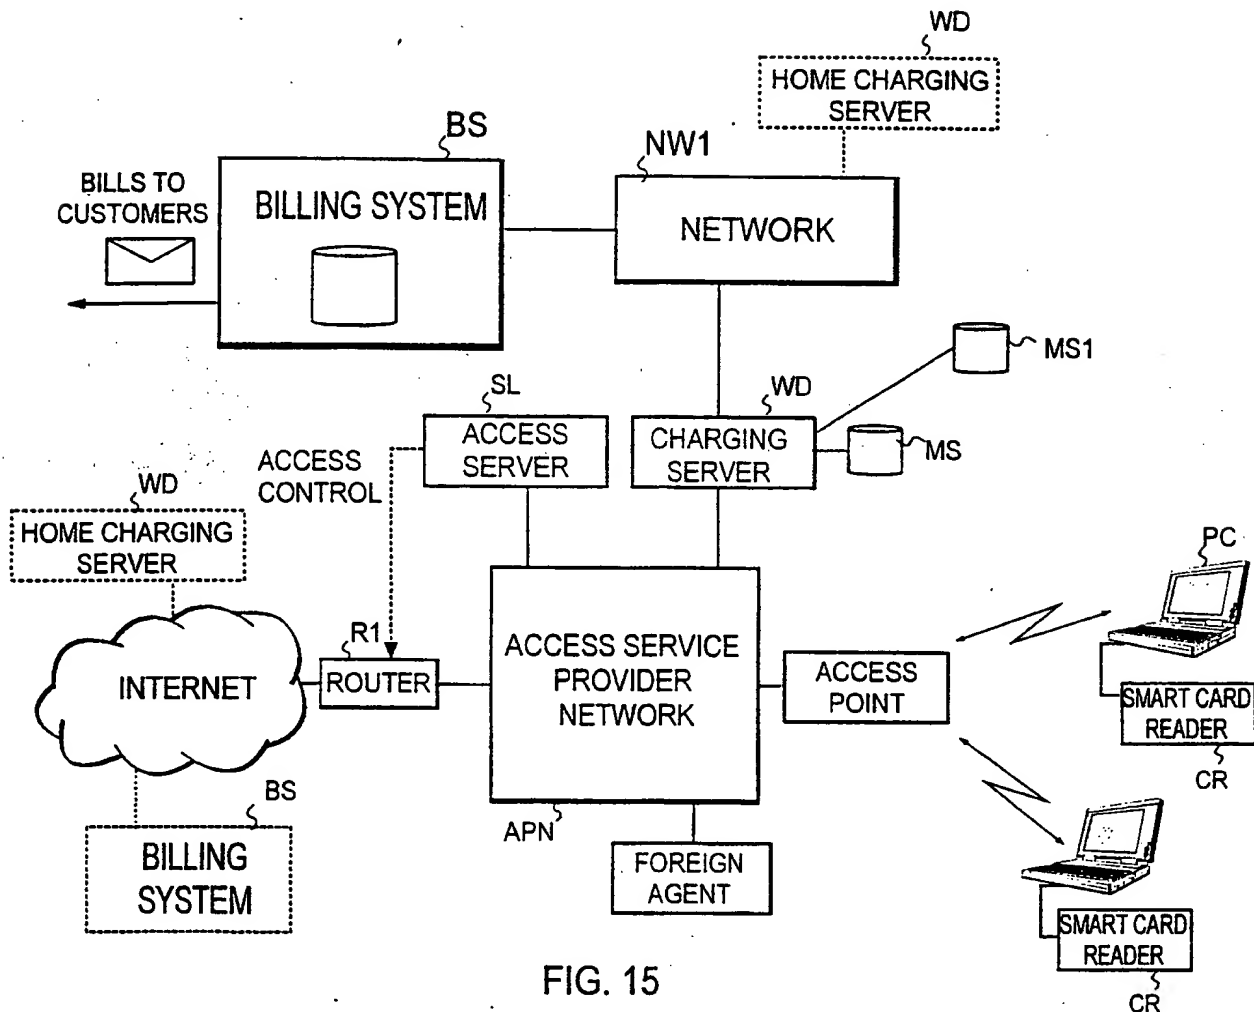 WD
HOME CHARGING
SERVER
BS
NW1
BILLS TO
CUSTOMERS
BILLING SYSTEM
NETWORK
MS1
SL
WD
ACCESS
SERVER
CHARGING
SERVER
MS
ACCESS
CONTROL
WD
HOME CHARGING
SERVER
PC
R1
INTERNET
ROUTER
ACCESS SERVICE
PROVIDER
NETWORK
ACCESS
POINT
SMART CARD
READER
CR
BS
APN
BILLING
SYSTEM
FOREIGN
AGENT
SMART CARD
READER
CR
FIG. 15